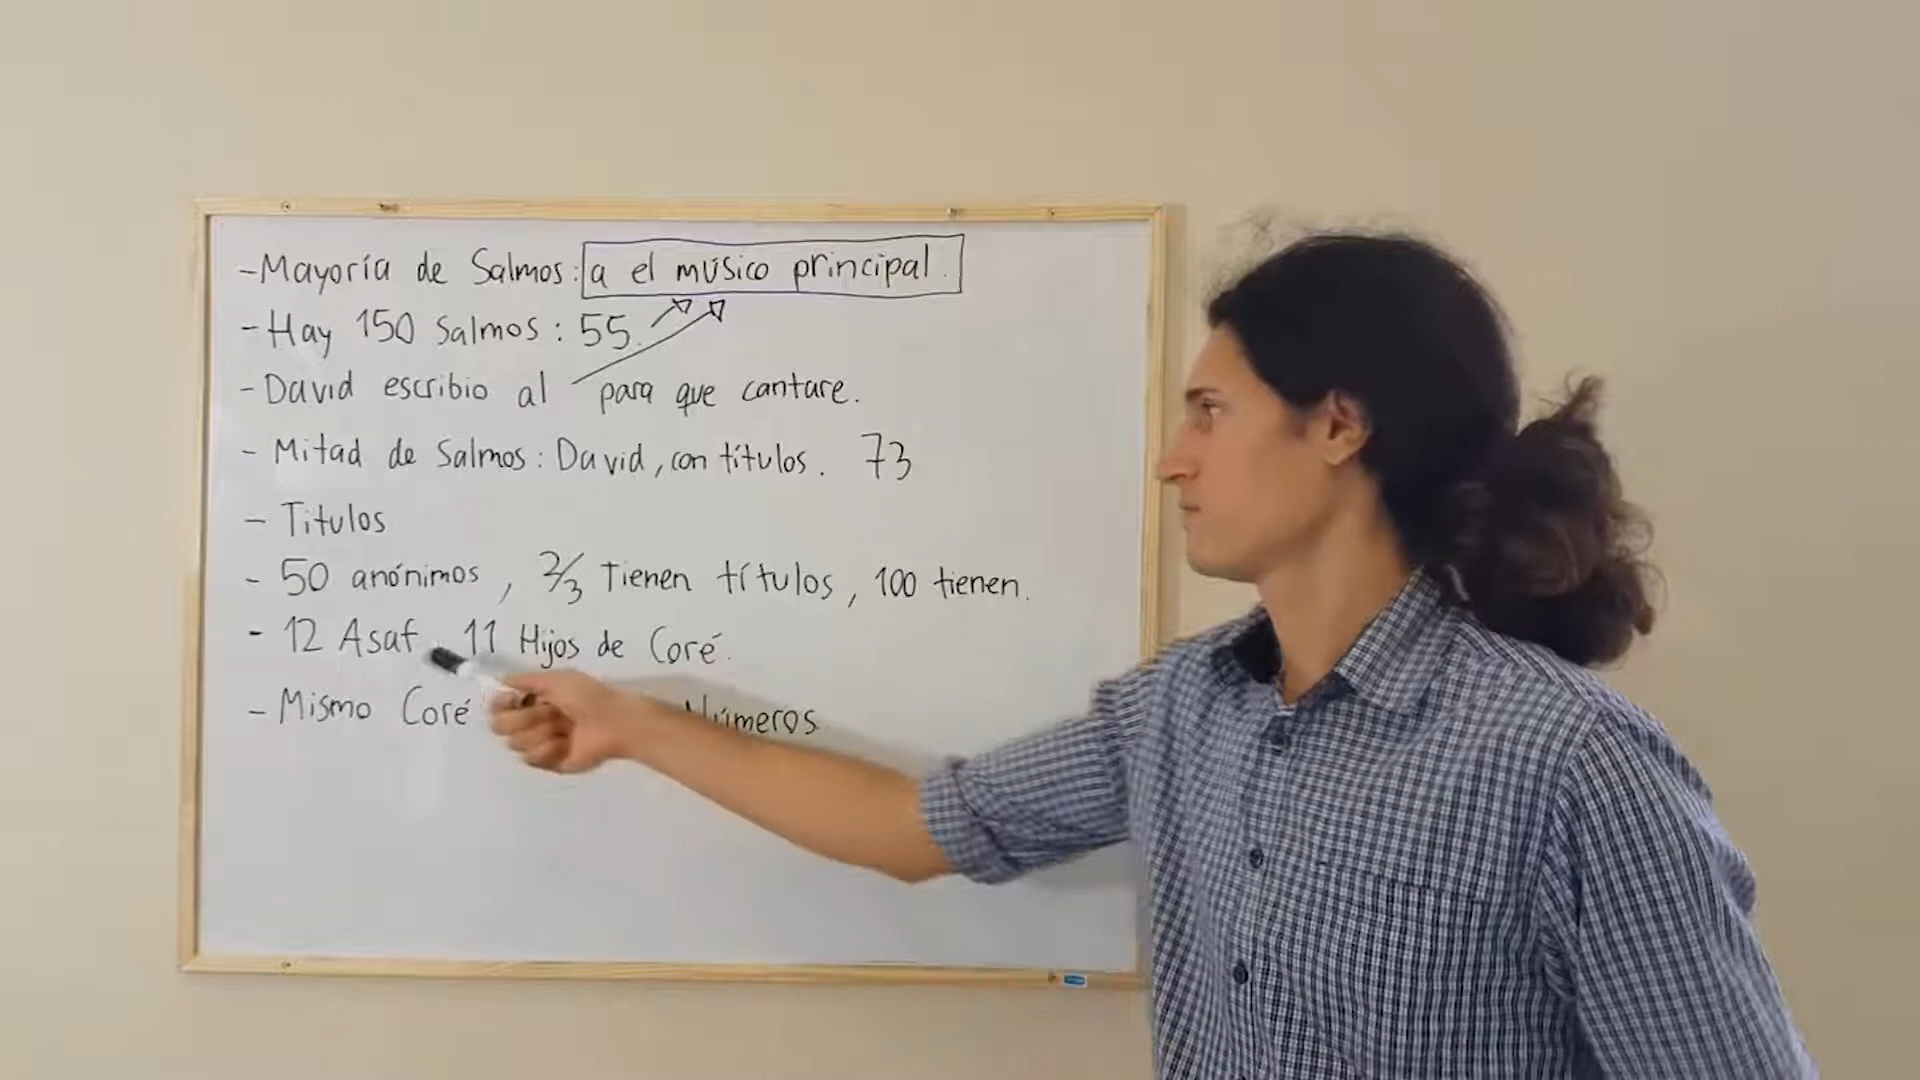 -Mayoría de Salmos: a el músico principal.
- Hay 150 Salmos: 55.
- David escribio al para que cantare.
- Mitad de Salmos: David, con títulos. 73
- Titulos
- 50 anónimos, 2/3 Tienen títulos, 100 tienen.
- 12 Asaf 11 Hijos de Coré.
- Mismo Coré Números